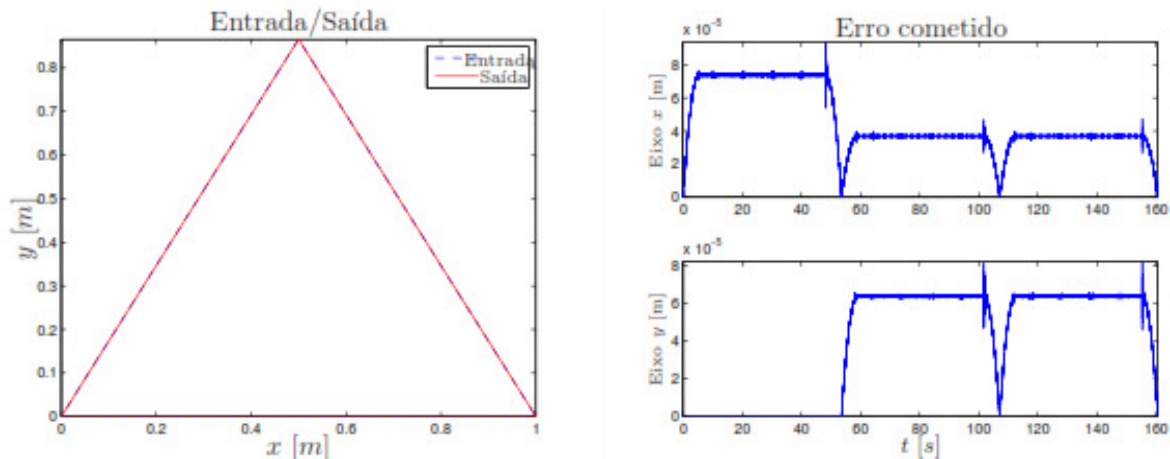 Entrada/Saída
Entrada
Saída
0.8
0.7
0.6
0.5
0.4
0.3
0.2
0.1
0
y [m]
0 0.2 0.4 0.6 0.8 1
x [m]
Erro cometido
x 10⁻⁵
8
6
4
2
0
Eixo x [m]
0 20 40 60 80 100 120 140 160
x 10⁻⁵
8
6
4
2
0
Eixo y [m]
0 20 40 60 80 100 120 140 160
t [s]